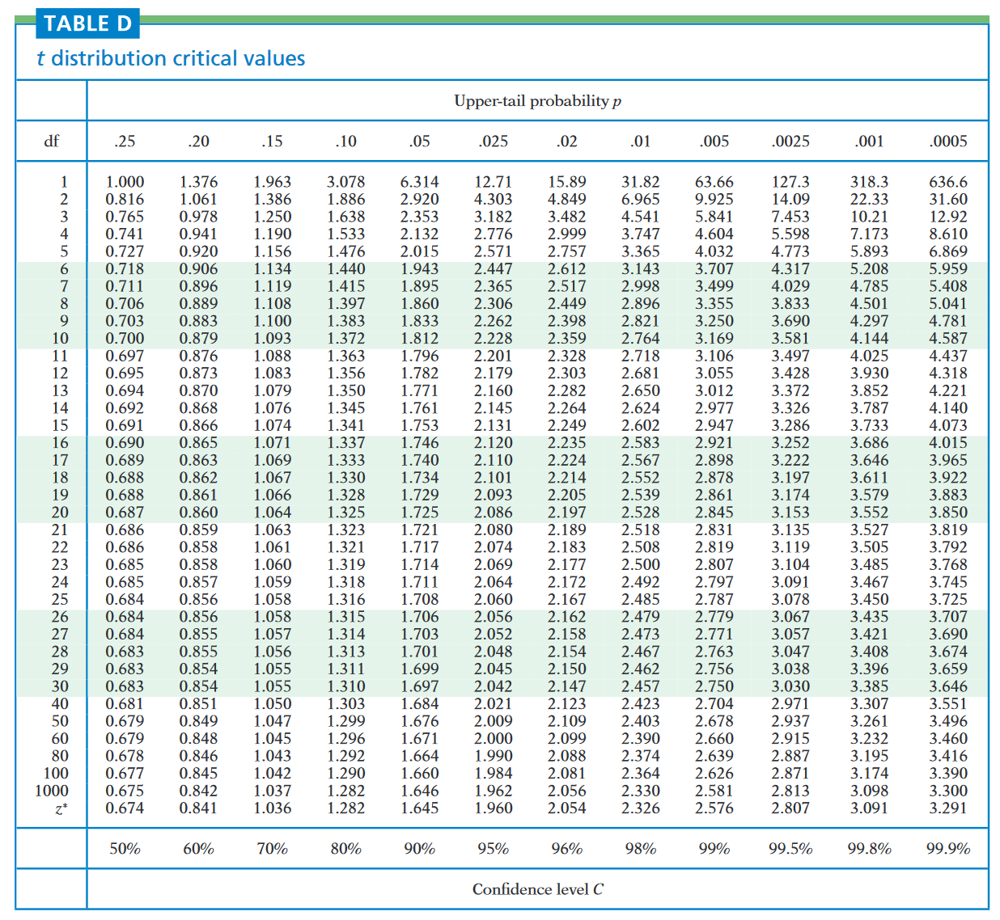 TABLE D
t distribution critical values
Upper-tail probability p
df .25 .20 .15 .10 .05 .025 .02 .01 .005 .0025 .001 .0005
1 1.000 1.376 1.963 3.078 6.314 12.71 15.89 31.82 63.66 127.3 318.3 636.6
2 0.816 1.061 1.386 1.886 2.920 4.303 4.849 6.965 9.925 14.09 22.33 31.60
3 0.765 0.978 1.250 1.638 2.353 3.182 3.482 4.541 5.841 7.453 10.21 12.92
4 0.741 0.941 1.190 1.533 2.132 2.776 2.999 3.747 4.604 5.598 7.173 8.610
5 0.727 0.920 1.156 1.476 2.015 2.571 2.757 3.365 4.032 4.773 5.893 6.869
6 0.718 0.906 1.134 1.440 1.943 2.447 2.612 3.143 3.707 4.317 5.208 5.959
7 0.711 0.896 1.119 1.415 1.895 2.365 2.517 2.998 3.499 4.029 4.785 5.408
8 0.706 0.889 1.108 1.397 1.860 2.306 2.449 2.896 3.355 3.833 4.501 5.041
9 0.703 0.883 1.100 1.383 1.833 2.262 2.398 2.821 3.250 3.690 4.297 4.781
10 0.700 0.879 1.093 1.372 1.812 2.228 2.359 2.764 3.169 3.581 4.144 4.587
11 0.697 0.876 1.088 1.363 1.796 2.201 2.328 2.718 3.106 3.497 4.025 4.437
12 0.695 0.873 1.083 1.356 1.782 2.179 2.303 2.681 3.055 3.428 3.930 4.318
13 0.694 0.870 1.079 1.350 1.771 2.160 2.282 2.650 3.012 3.372 3.852 4.221
14 0.692 0.868 1.076 1.345 1.761 2.145 2.264 2.624 2.977 3.326 3.787 4.140
15 0.691 0.866 1.074 1.341 1.753 2.131 2.249 2.602 2.947 3.286 3.733 4.073
16 0.690 0.865 1.071 1.337 1.746 2.120 2.235 2.583 2.921 3.252 3.686 4.015
17 0.689 0.863 1.069 1.333 1.740 2.110 2.224 2.567 2.898 3.222 3.646 3.965
18 0.688 0.862 1.067 1.330 1.734 2.101 2.214 2.552 2.878 3.197 3.611 3.922
19 0.688 0.861 1.066 1.328 1.729 2.093 2.205 2.539 2.861 3.174 3.579 3.883
20 0.687 0.860 1.064 1.325 1.725 2.086 2.197 2.528 2.845 3.153 3.552 3.850
21 0.686 0.859 1.063 1.323 1.721 2.080 2.189 2.518 2.831 3.135 3.527 3.819
22 0.686 0.858 1.061 1.321 1.717 2.074 2.183 2.508 2.819 3.119 3.505 3.792
23 0.685 0.858 1.060 1.319 1.714 2.069 2.177 2.500 2.807 3.104 3.485 3.768
24 0.685 0.857 1.059 1.318 1.711 2.064 2.172 2.492 2.797 3.091 3.467 3.745
25 0.684 0.856 1.058 1.316 1.708 2.060 2.167 2.485 2.787 3.078 3.450 3.725
26 0.684 0.856 1.058 1.315 1.706 2.056 2.162 2.479 2.779 3.067 3.435 3.707
27 0.684 0.855 1.057 1.314 1.703 2.052 2.158 2.473 2.771 3.057 3.421 3.690
28 0.683 0.855 1.056 1.313 1.701 2.048 2.154 2.467 2.763 3.047 3.408 3.674
29 0.683 0.854 1.055 1.311 1.699 2.045 2.150 2.462 2.756 3.038 3.396 3.659
30 0.683 0.854 1.055 1.310 1.697 2.042 2.147 2.457 2.750 3.030 3.385 3.646
40 0.681 0.851 1.050 1.303 1.684 2.021 2.123 2.423 2.704 2.971 3.307 3.551
50 0.679 0.849 1.047 1.299 1.676 2.009 2.109 2.403 2.678 2.937 3.261 3.496
60 0.679 0.848 1.045 1.296 1.671 2.000 2.099 2.390 2.660 2.915 3.232 3.460
80 0.678 0.846 1.043 1.292 1.664 1.990 2.088 2.374 2.639 2.887 3.195 3.416
100 0.677 0.845 1.042 1.290 1.660 1.984 2.081 2.364 2.626 2.871 3.174 3.390
1000 0.675 0.842 1.037 1.282 1.646 1.962 2.056 2.330 2.581 2.813 3.098 3.300
z* 0.674 0.841 1.036 1.282 1.645 1.960 2.054 2.326 2.576 2.807 3.091 3.291
50% 60% 70% 80% 90% 95% 96% 98% 99% 99.5% 99.8% 99.9%
Confidence level C